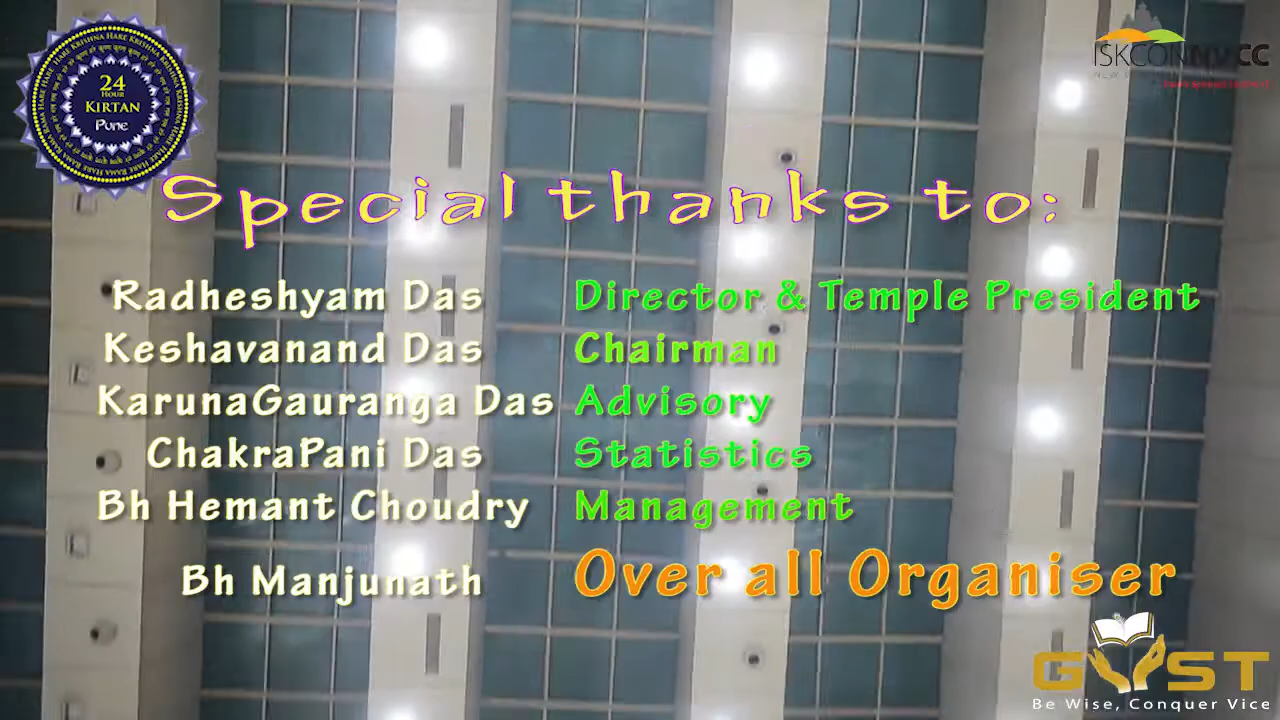 24
HOUR
KIRTAN
PUNE
ISKCON NVCC
Special thanks to:
Radheshyam Das Director & Temple President
Keshavanand Das Chairman
KarunaGauranga Das Advisory
ChakraPani Das Statistics
Bh Hemant Choudry Management
Bh Manjunath Over all Organiser
GYST
Be Wise, Conquer Vice